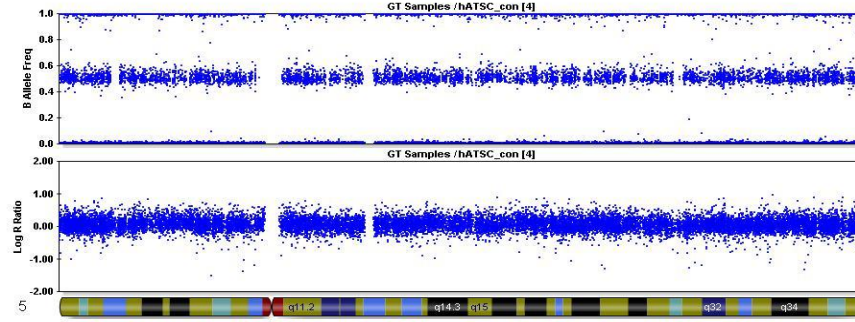 GT Samples /hATSC_con [4]
1.0
0.8
0.6
0.4
0.2
0.0
B Allele Freq
GT Samples /hATSC_con [4]
2.00
1.00
0.00
-1.00
-2.00
Log R Ratio
5
q11.2 q14.3 q15 q32 q34